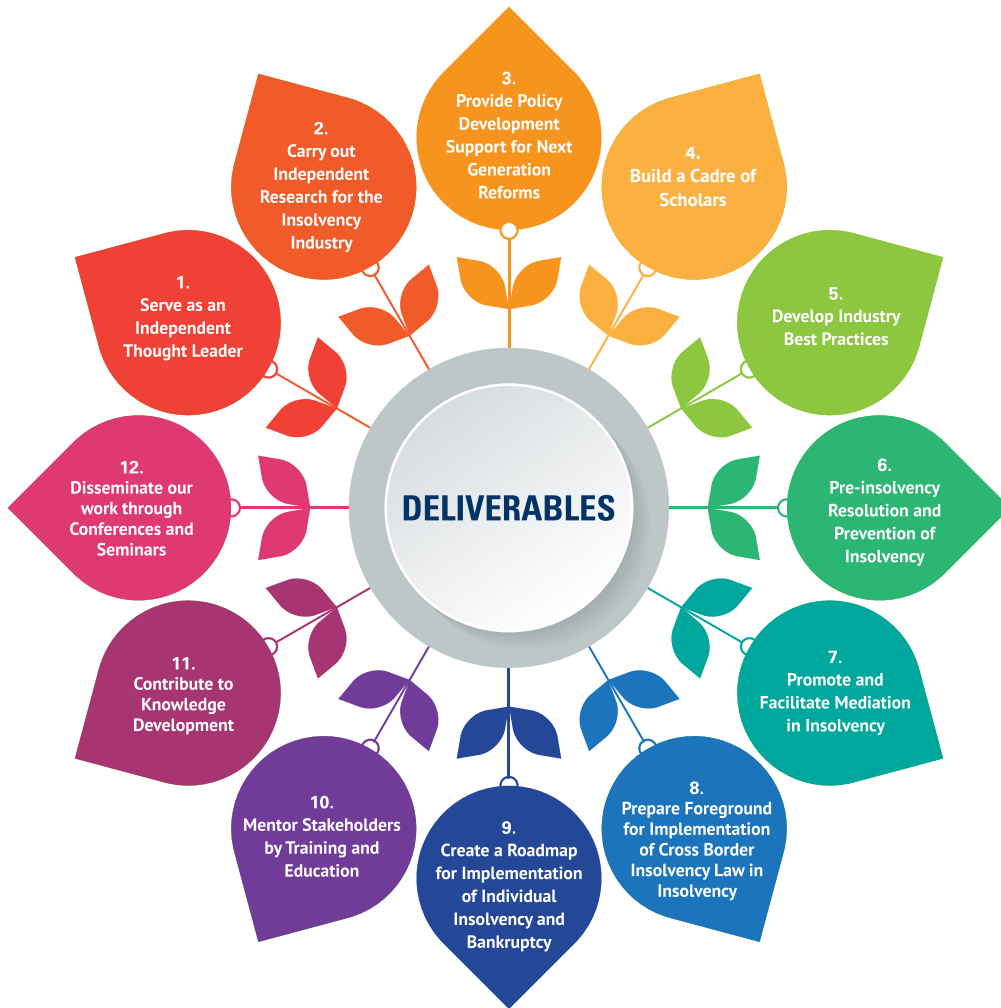 DELIVERABLES
1.
Serve as an
Independent
Thought Leader
2.
Carry out
Independent
Research for the
Insolvency
Industry
3.
Provide Policy
Development
Support for Next
Generation
Reforms
4.
Build a Cadre of
Scholars
5.
Develop Industry
Best Practices
6.
Pre-insolvency
Resolution and
Prevention of
Insolvency
7.
Promote and
Facilitate Mediation
in Insolvency
8.
Prepare Foreground
for Implementation
of Cross Border
Insolvency Law in
Insolvency
9.
Create a Roadmap
for Implementation
of Individual
Insolvency and
Bankruptcy
10.
Mentor Stakeholders
by Training and
Education
11.
Contribute to
Knowledge
Development
12.
Disseminate our
work through
Conferences and
Seminars